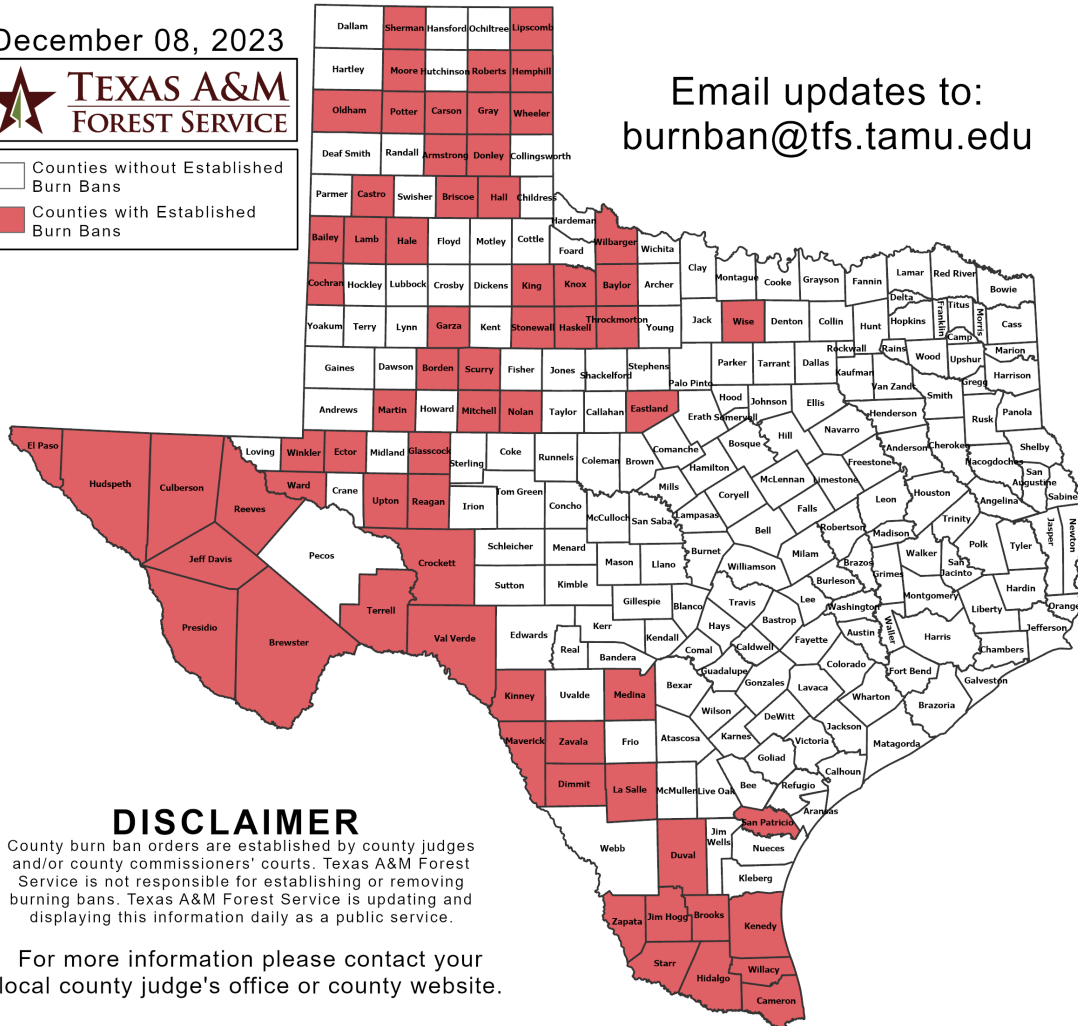 December 08, 2023
TEXAS A&M
FOREST SERVICE
Counties without Established
Burn Bans
Counties with Established
Burn Bans
Email updates to:
burnban@tfs.tamu.edu
Dallam Sherman Hansford Ochiltree Lipscomb
Hartley Moore Hutchinson Roberts Hemphill
Oldham Potter Carson Gray Wheeler
Deaf Smith Randall Armstrong Donley Collingsworth
Parmer Castro Swisher Briscoe Hall Childress
Hardeman
Bailey Lamb Hale Floyd Motley Cottle Foard Wilbarger Wichita
Clay Montague Cooke Grayson Fannin Lamar Red River Bowie
Cochran Hockley Lubbock Crosby Dickens King Knox Baylor Archer
Delta Franklin Titus Morris
Yoakum Terry Lynn Garza Kent Stonewall Haskell Throckmorton Young Jack Wise Denton Collin Hunt Hopkins Camp Cass
Rockwall Rains Wood Upshur Marion
Gaines Dawson Borden Scurry Fisher Jones Shackelford Stephens Palo Pinto Parker Tarrant Dallas Kaufman Van Zandt Smith Gregg Harrison
Andrews Martin Howard Mitchell Nolan Taylor Callahan Eastland Erath Hood Somervell Johnson Ellis Henderson Rusk Panola
El Paso Hudspeth Culberson Reeves Loving Winkler Ector Midland Glasscock Sterling Coke Runnels Coleman Brown Comanche Bosque Hill Navarro Anderson Cherokee Nacogdoches Shelby
Ward Crane Upton Reagan Irion Tom Green Concho McCulloch San Saba Mills Hamilton Coryell McLennan Limestone Freestone Leon Houston Angelina San
Augustine Sabine
Jeff Davis Pecos Crockett Schleicher Menard Mason Llano Lampasas Burnet Bell Falls Milam Robertson Madison Trinity Walker Polk Tyler Jasper Newton
Presidio Brewster Terrell Val Verde Sutton Kimble Gillespie Blanco Williamson Travis Burleson Brazos Grimes San
Jacinto Montgomery Liberty Hardin Orange
Edwards Real Kerr Bandera Kendall Comal Hays Caldwell Bastrop Lee Washington Fayette Austin Waller Harris Chambers Jefferson
Kinney Uvalde Medina Bexar Guadalupe Gonzales Lavaca Colorado Wharton Fort Bend Brazoria Galveston
Maverick Zavala Frio Atascosa Wilson Karnes DeWitt Victoria Jackson Matagorda
Dimmit La Salle McMullen Live Oak Bee Goliad Refugio Calhoun Aransas
Webb Duval Jim
Wells San Patricio Nueces Kleberg
Zapata Jim Hogg Brooks Kenedy
Starr Hidalgo Willacy Cameron
DISCLAIMER
County burn ban orders are established by county judges
and/or county commissioners' courts. Texas A&M Forest
Service is not responsible for establishing or removing
burning bans. Texas A&M Forest Service is updating and
displaying this information daily as a public service.
For more information please contact your
local county judge's office or county website.